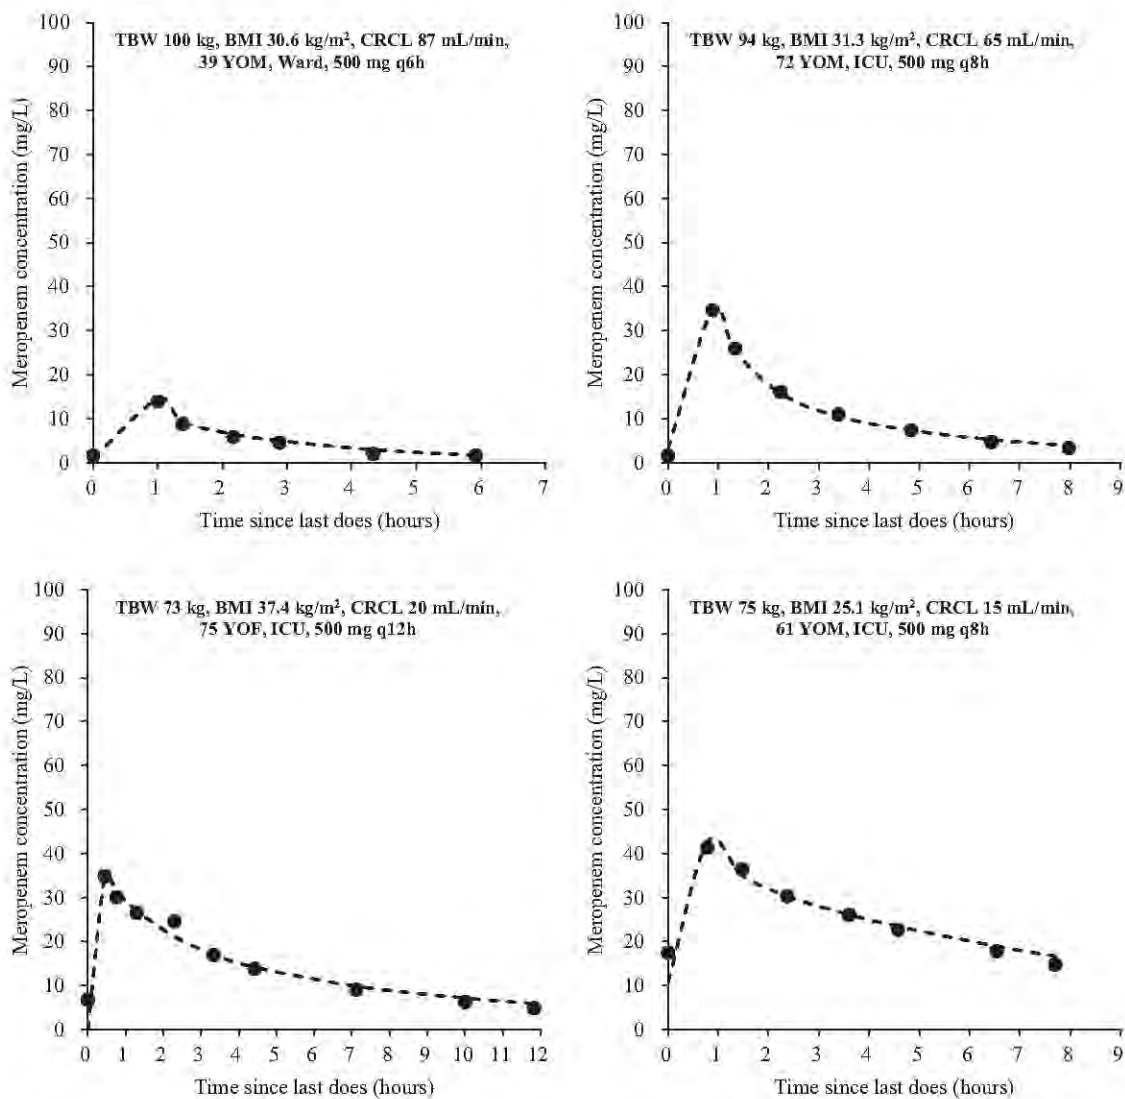 TBW 100 kg, BMI 30.6 kg/m², CRCL 87 mL/min,
39 YOM, Ward, 500 mg q6h
Meropenem concentration (mg/L)
100
90
80
70
60
50
40
30
20
10
0
0 1 2 3 4 5 6 7
Time since last does (hours)
TBW 94 kg, BMI 31.3 kg/m², CRCL 65 mL/min,
72 YOM, ICU, 500 mg q8h
Meropenem concentration (mg/L)
100
90
80
70
60
50
40
30
20
10
0
0 1 2 3 4 5 6 7 8 9
Time since last does (hours)
TBW 73 kg, BMI 37.4 kg/m², CRCL 20 mL/min,
75 YOF, ICU, 500 mg q12h
Meropenem concentration (mg/L)
100
90
80
70
60
50
40
30
20
10
0
0 1 2 3 4 5 6 7 8 9 10 11 12
Time since last does (hours)
TBW 75 kg, BMI 25.1 kg/m², CRCL 15 mL/min,
61 YOM, ICU, 500 mg q8h
Meropenem concentration (mg/L)
100
90
80
70
60
50
40
30
20
10
0
0 1 2 3 4 5 6 7 8 9
Time since last does (hours)